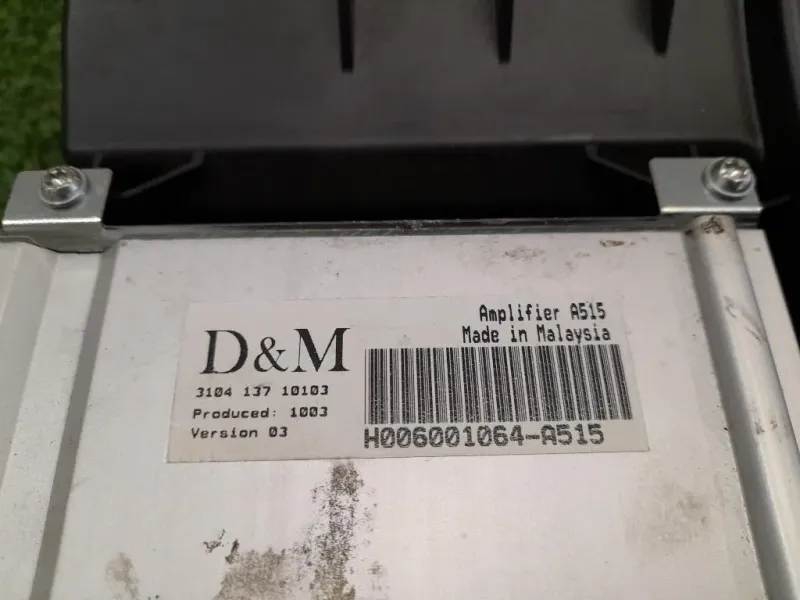 Amplifier A515
Made in Malaysia
D&M
3104 137 10103
Produced: 1003
Version 03
H006001064-A515